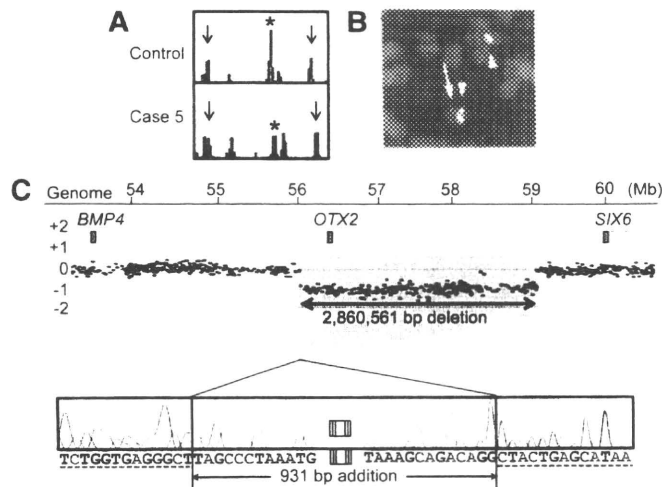 A
B
Control
*
Case 5
*
C
Genome 54 55 56 57 58 59 60 (Mb)
BMP4 OTX2 SIX6
+2
+1
0
-1
-2
2,860,561 bp deletion
TCTGGTGAGGGCTTAGCCCTAAATG TAAAGCAGACAGGCTACTGAGCATAA
931 bp addition